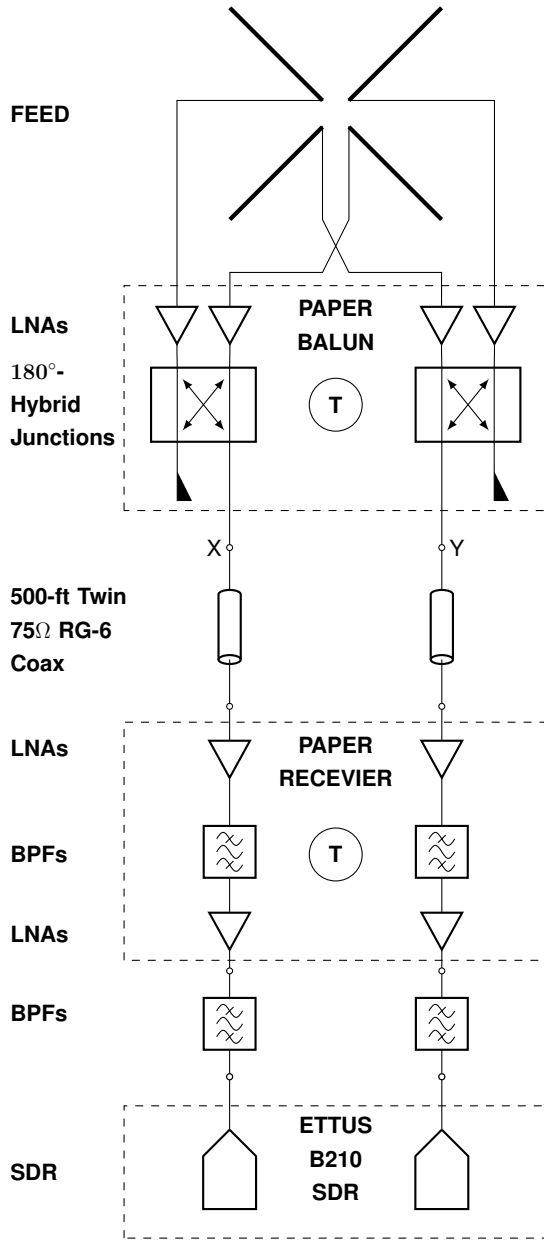 FEED
LNAs
PAPER
BALUN
180°-
Hybrid
Junctions
T
X
Y
500-ft Twin
75Ω RG-6
Coax
LNAs
PAPER
RECEVIER
BPFs
T
LNAs
BPFs
ETTUS
B210
SDR
SDR